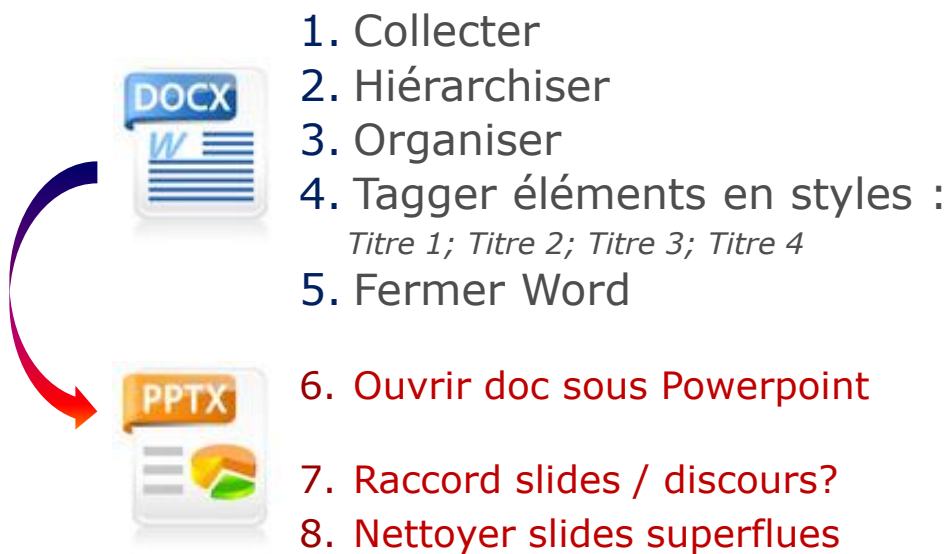 1. Collecter
2. Hiérarchiser
DOCX
W
3. Organiser
4. Tagger éléments en styles :
Titre 1; Titre 2; Titre 3; Titre 4
5. Fermer Word
6. Ouvrir doc sous Powerpoint
PPTX
7. Raccord slides / discours?
8. Nettoyer slides superflues